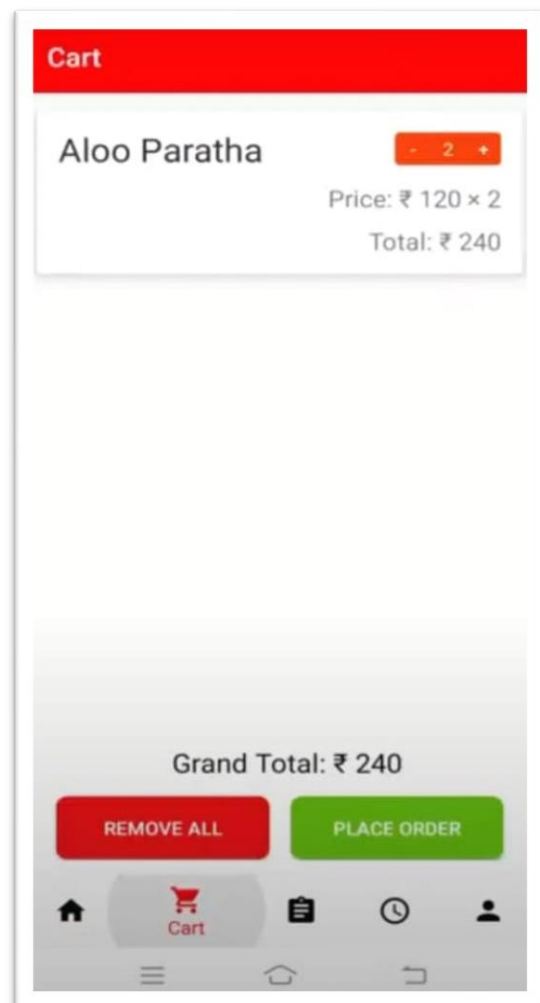 Cart
Aloo Paratha
- 2 +
Price: ₹ 120 × 2
Total: ₹ 240
Grand Total: ₹ 240
REMOVE ALL
PLACE ORDER
Cart